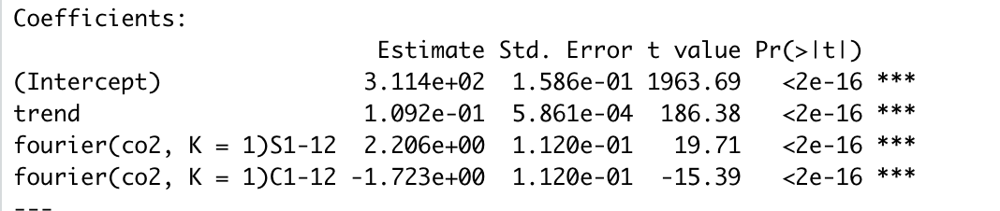 Coefficients:
Estimate Std. Error t value Pr(>|t|)
(Intercept) 3.114e+02 1.586e-01 1963.69 <2e-16 ***
trend 1.092e-01 5.861e-04 186.38 <2e-16 ***
fourier(co2, K = 1)S1-12 2.206e+00 1.120e-01 19.71 <2e-16 ***
fourier(co2, K = 1)C1-12 -1.723e+00 1.120e-01 -15.39 <2e-16 ***
---